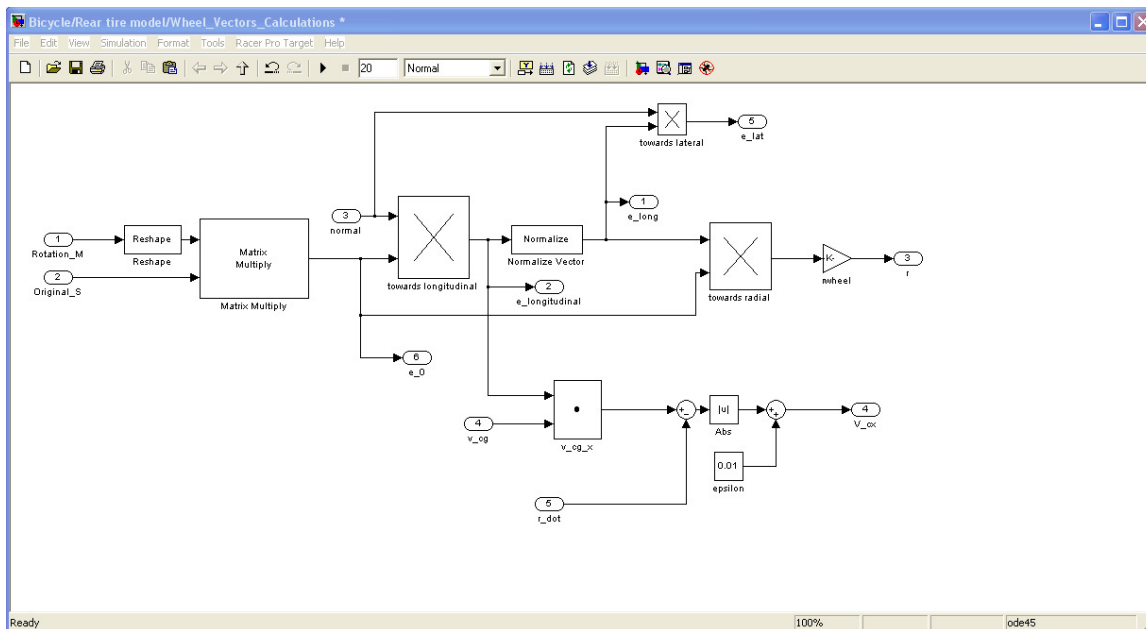 Bicycle/Rear tire model/Wheel_Vectors_Calculations *
File Edit View Simulation Format Tools Racer Pro Target Help
20 Normal
5
towards lateral
e_lat
3
normal
1
e_long
1
Rotation_M
Reshape
Reshape
Matrix
Multiply
Matrix Multiply
2
Original_S
towards longitudinal
Normalize
Normalize Vector
2
e_longitudinal
towards radial
K-
rwheel
3
r
6
e_0
4
v_cg
v_cg_x
+
-
|u|
Abs
+
+
4
V_cx
0.01
epsilon
5
r_dot
Ready 100% ode45